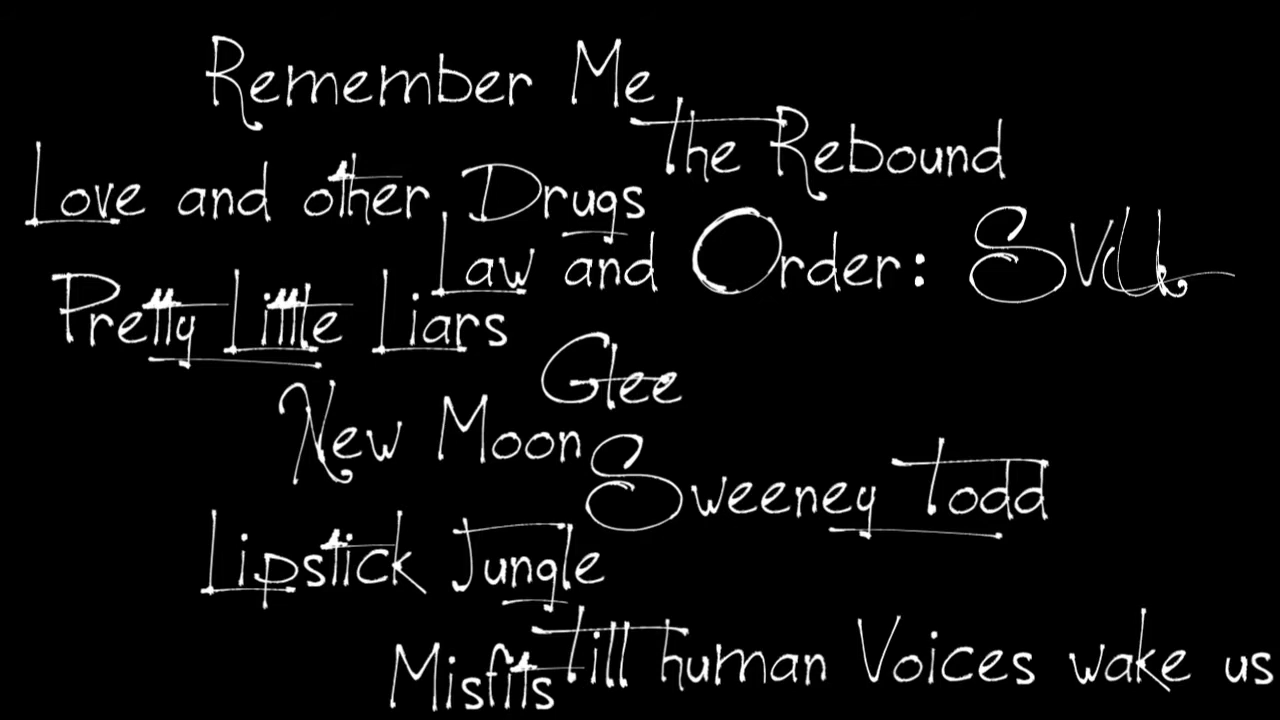 Remember Me
The Rebound
Love and other Drugs
Law and Order: SVU
Pretty Little Liars
Glee
New Moon
Sweeney Todd
Lipstick Jungle
Till human Voices wake us
Misfits